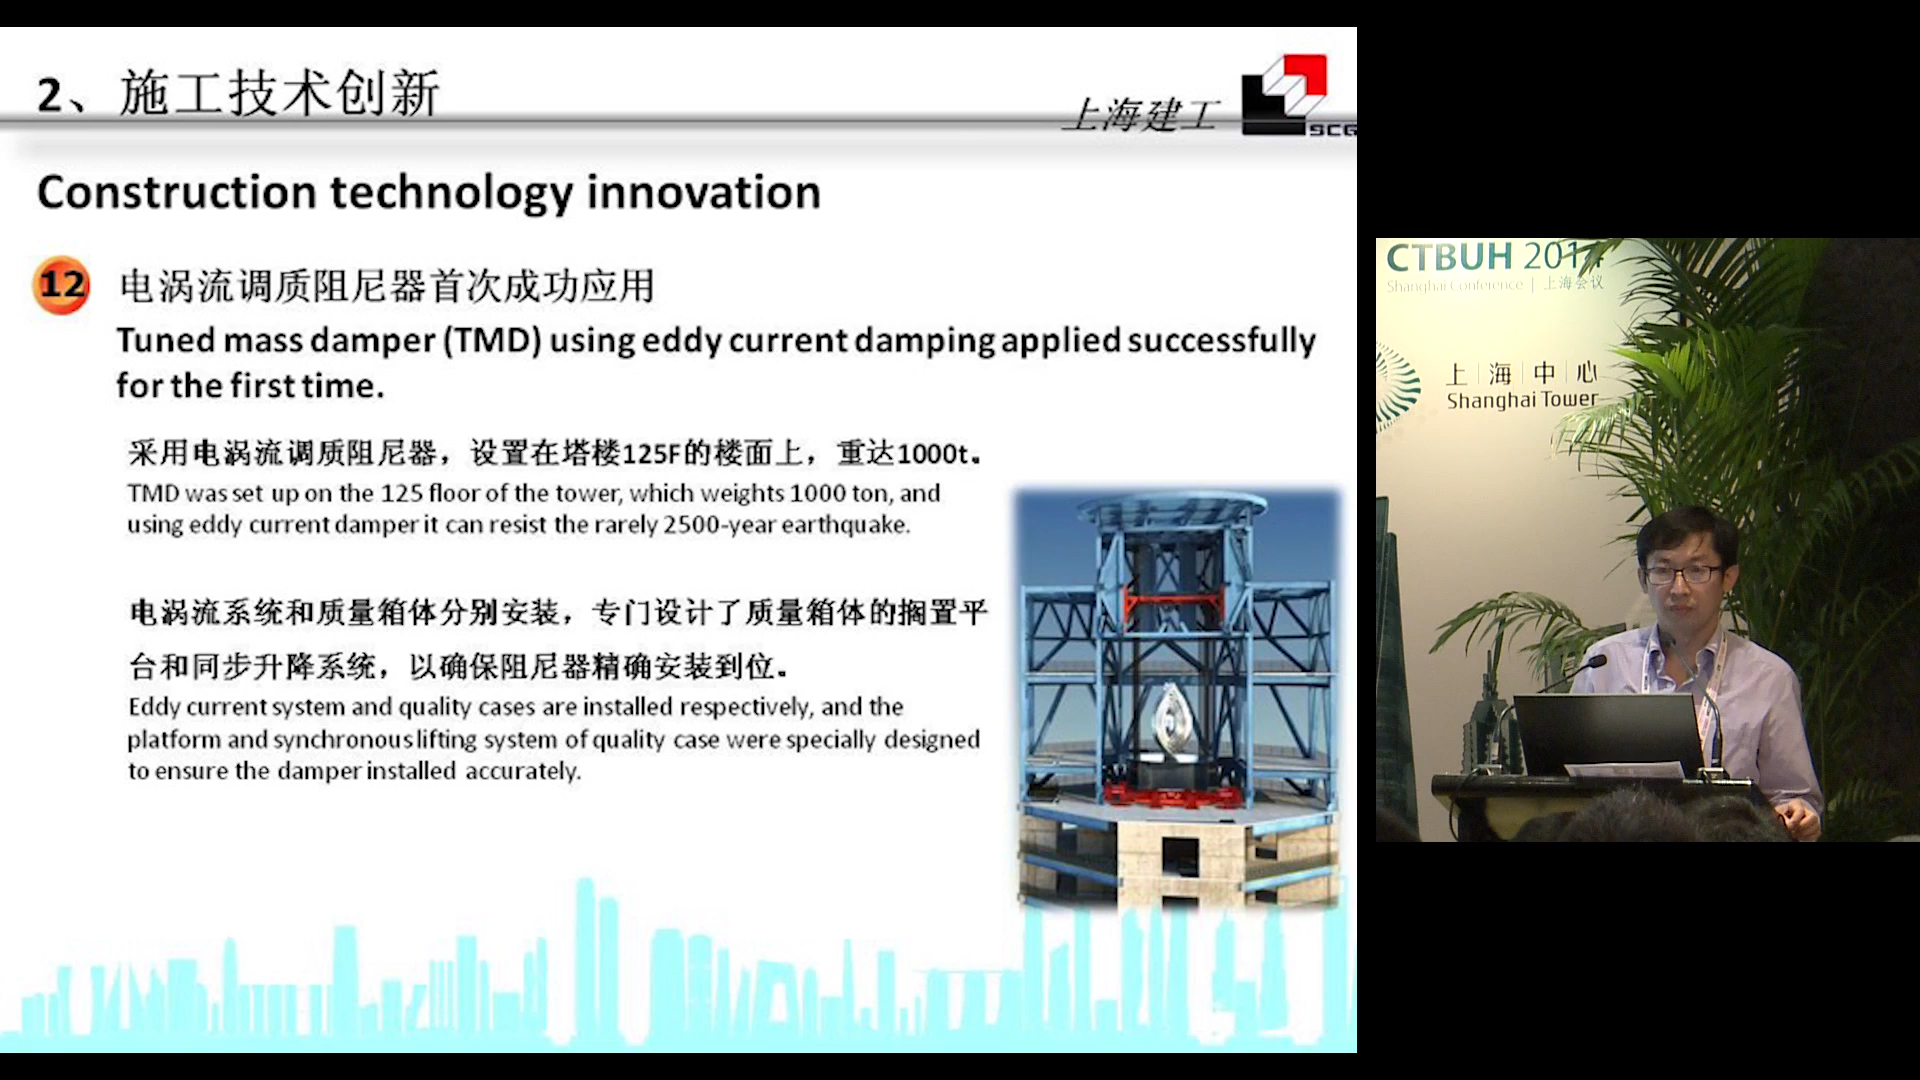 2、施工技术创新
上海建工
SCG
Construction technology innovation
12
电涡流调质阻尼器首次成功应用
Tuned mass damper (TMD) using eddy current damping applied successfully
for the first time.
采用电涡流调质阻尼器，设置在塔楼125F的楼面上，重达1000t。
TMD was set up on the 125 floor of the tower, which weights 1000 ton, and
using eddy current damper it can resist the rarely 2500-year earthquake.
电涡流系统和质量箱体分别安装，专门设计了质量箱体的搁置平
台和同步升降系统，以确保阻尼器精确安装到位。
Eddy current system and quality cases are installed respectively, and the
platform and synchronous lifting system of quality case were specially designed
to ensure the damper installed accurately.
CTBUH 2014
Shanghai Conference | 上海会议
上海中心
Shanghai Tower